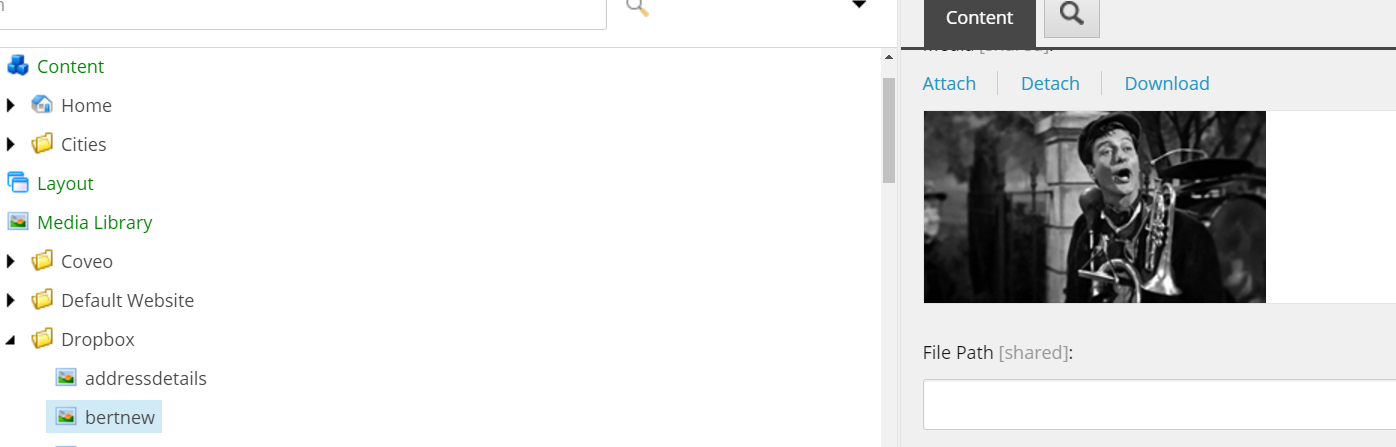 Content
Home
Cities
Layout
Media Library
Coveo
Default Website
Dropbox
addressdetails
bertnew
Content
Media [shared]:
Attach
Detach
Download
File Path [shared]: